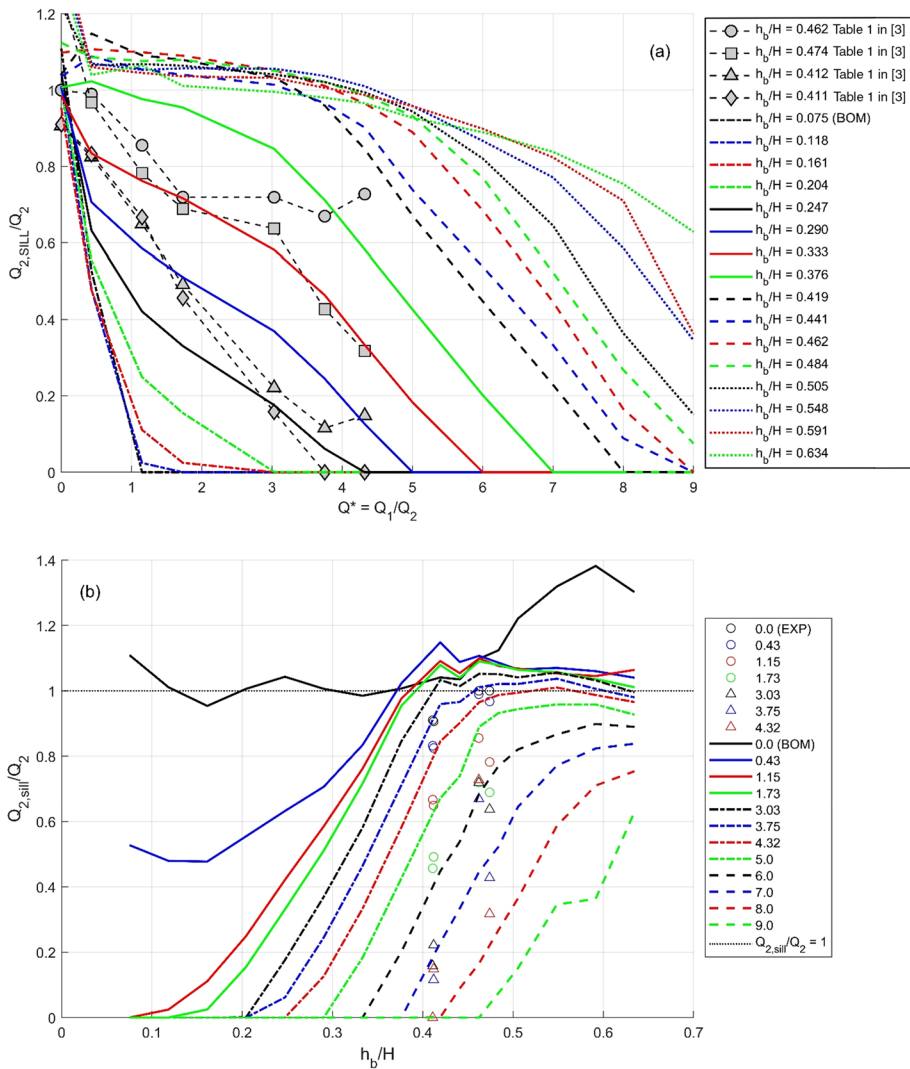 1.2
1
0.8
0.6
0.4
0.2
0
Q2,SILL/Q2
(a)
0 1 2 3 4 5 6 7 8 9
Q* = Q1/Q2
hb/H = 0.462 Table 1 in [3]
hb/H = 0.474 Table 1 in [3]
hb/H = 0.412 Table 1 in [3]
hb/H = 0.411 Table 1 in [3]
hb/H = 0.075 (BOM)
hb/H = 0.118
hb/H = 0.161
hb/H = 0.204
hb/H = 0.247
hb/H = 0.290
hb/H = 0.333
hb/H = 0.376
hb/H = 0.419
hb/H = 0.441
hb/H = 0.462
hb/H = 0.484
hb/H = 0.505
hb/H = 0.548
hb/H = 0.591
hb/H = 0.634
1.4
1.2
1
0.8
0.6
0.4
0.2
0
Q2,sill/Q2
(b)
0 0.1 0.2 0.3 0.4 0.5 0.6 0.7
hb/H
0.0 (EXP)
0.43
1.15
1.73
3.03
3.75
4.32
0.0 (BOM)
0.43
1.15
1.73
3.03
3.75
4.32
5.0
6.0
7.0
8.0
9.0
Q2,sill/Q2 = 1